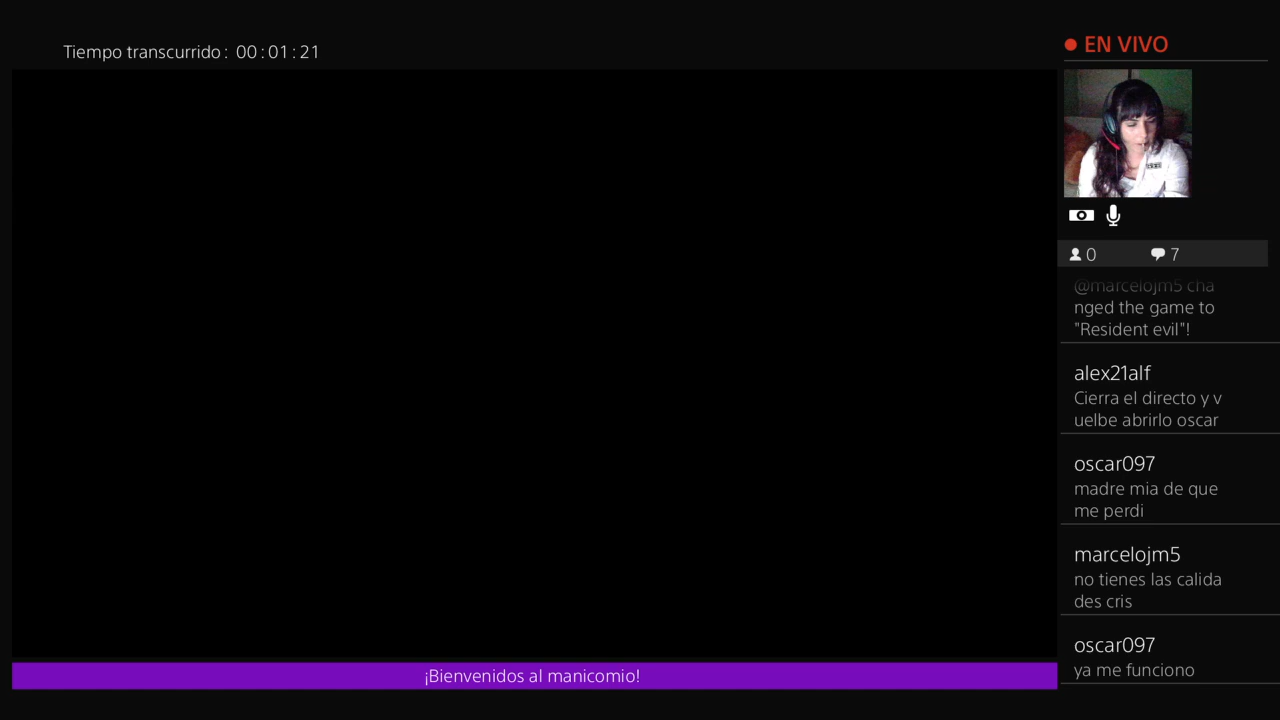 Tiempo transcurrido : 00 : 01 : 21
EN VIVO
0 7
@marcelojm5 cha
nged the game to
"Resident evil"!
alex21alf
Cierra el directo y v
uelbe abrirlo oscar
oscar097
madre mia de que
me perdi
marcelojm5
no tienes las calida
des cris
oscar097
ya me funciono
¡Bienvenidos al manicomio!